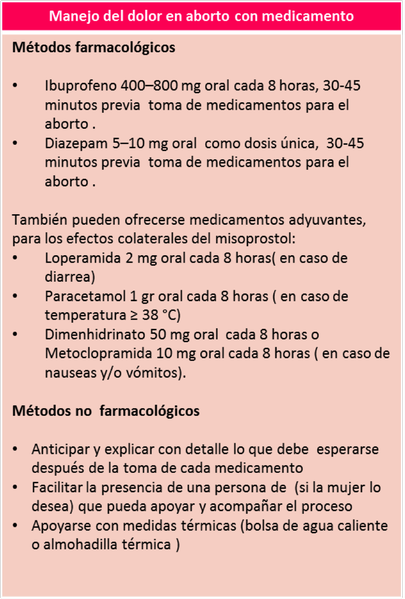 Manejo del dolor en aborto con medicamento
Métodos farmacológicos
• Ibuprofeno 400–800 mg oral cada 8 horas, 30-45
minutos previa toma de medicamentos para el
aborto .
• Diazepam 5–10 mg oral como dosis única, 30-45
minutos previa toma de medicamentos para el
aborto .
También pueden ofrecerse medicamentos adyuvantes,
para los efectos colaterales del misoprostol:
• Loperamida 2 mg oral cada 8 horas( en caso de
diarrea)
• Paracetamol 1 gr oral cada 8 horas ( en caso de
temperatura ≥ 38 °C)
• Dimenhidrinato 50 mg oral cada 8 horas o
Metoclopramida 10 mg oral cada 8 horas ( en caso de
nauseas y/o vómitos).
Métodos no farmacológicos
• Anticipar y explicar con detalle lo que debe esperarse
después de la toma de cada medicamento
• Facilitar la presencia de una persona de (si la mujer lo
desea) que pueda apoyar y acompañar el proceso
• Apoyarse con medidas térmicas (bolsa de agua caliente
o almohadilla térmica )